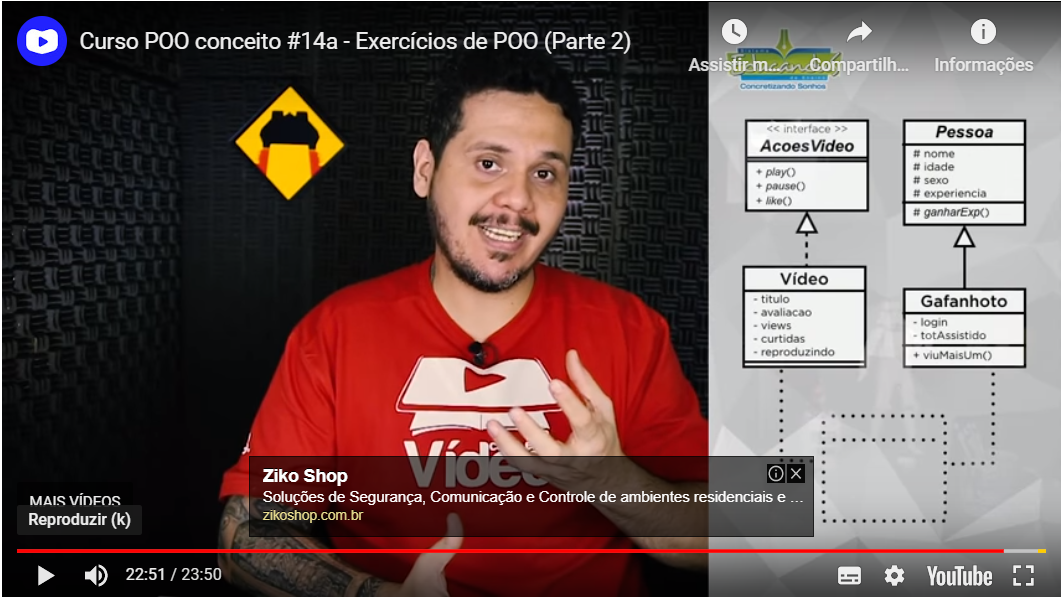 Curso POO conceito #14a - Exercícios de POO (Parte 2)
Assistir m...
Compartilh...
Informações
Concretizando Sonhos
<< interface >>
AcoesVideo
+ play()
+ pause()
+ like()
Pessoa
# nome
# idade
# sexo
# experiencia
# ganharExp()
Vídeo
- titulo
- avaliacao
- views
- curtidas
- reproduzindo
Gafanhoto
- login
- totAssistido
+ viuMaisUm()
Ziko Shop
Soluções de Segurança, Comunicação e Controle de ambientes residenciais e ...
zikoshop.com.br
MAIS VÍDEOS
Reproduzir (k)
22:51 / 23:50
YouTube